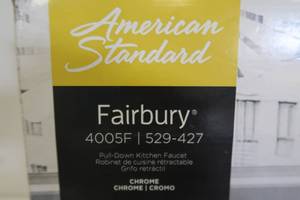 American
Standard
Fairbury®
4005F | 529-427
Pull-Down Kitchen Faucet
Robinet de cuisine rétractable
Grifo retráctil
CHROME
CHROME | CROMO